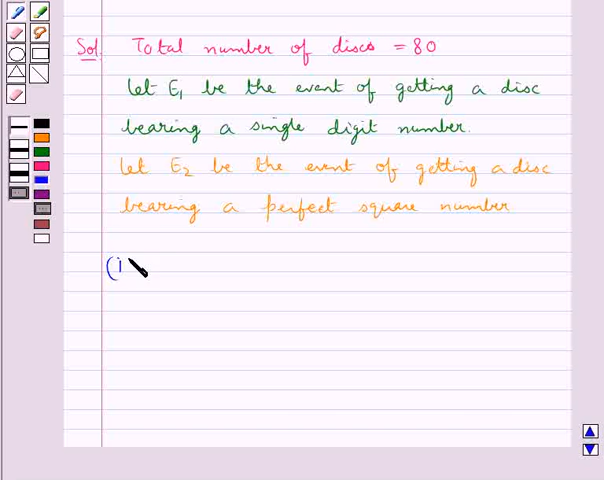 Sol. Total number of discs = 80
Let E1 be the event of getting a disc
bearing a single digit number.
Let E2 be the event of getting a disc
bearing a perfect square number
(i